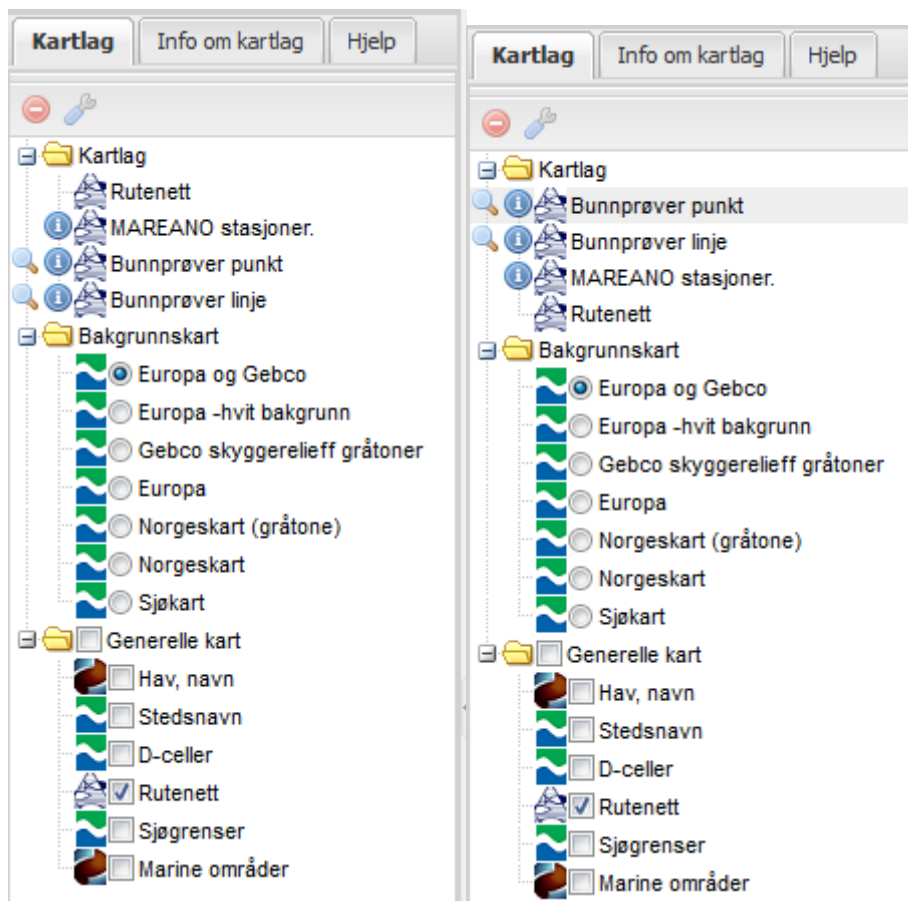 Kartlag Info om kartlag Hjelp
Kartlag
Rutenett
MAREANO stasjoner.
Bunnprøver punkt
Bunnprøver linje
Bakgrunnskart
Europa og Gebco
Europa -hvit bakgrunn
Gebco skyggerelieff gråtoner
Europa
Norgeskart (gråtone)
Norgeskart
Sjøkart
Generelle kart
Hav, navn
Stedsnavn
D-celler
Rutenett
Sjøgrenser
Marine områder
Kartlag Info om kartlag Hjelp
Kartlag
Bunnprøver punkt
Bunnprøver linje
MAREANO stasjoner.
Rutenett
Bakgrunnskart
Europa og Gebco
Europa -hvit bakgrunn
Gebco skyggerelieff gråtoner
Europa
Norgeskart (gråtone)
Norgeskart
Sjøkart
Generelle kart
Hav, navn
Stedsnavn
D-celler
Rutenett
Sjøgrenser
Marine områder